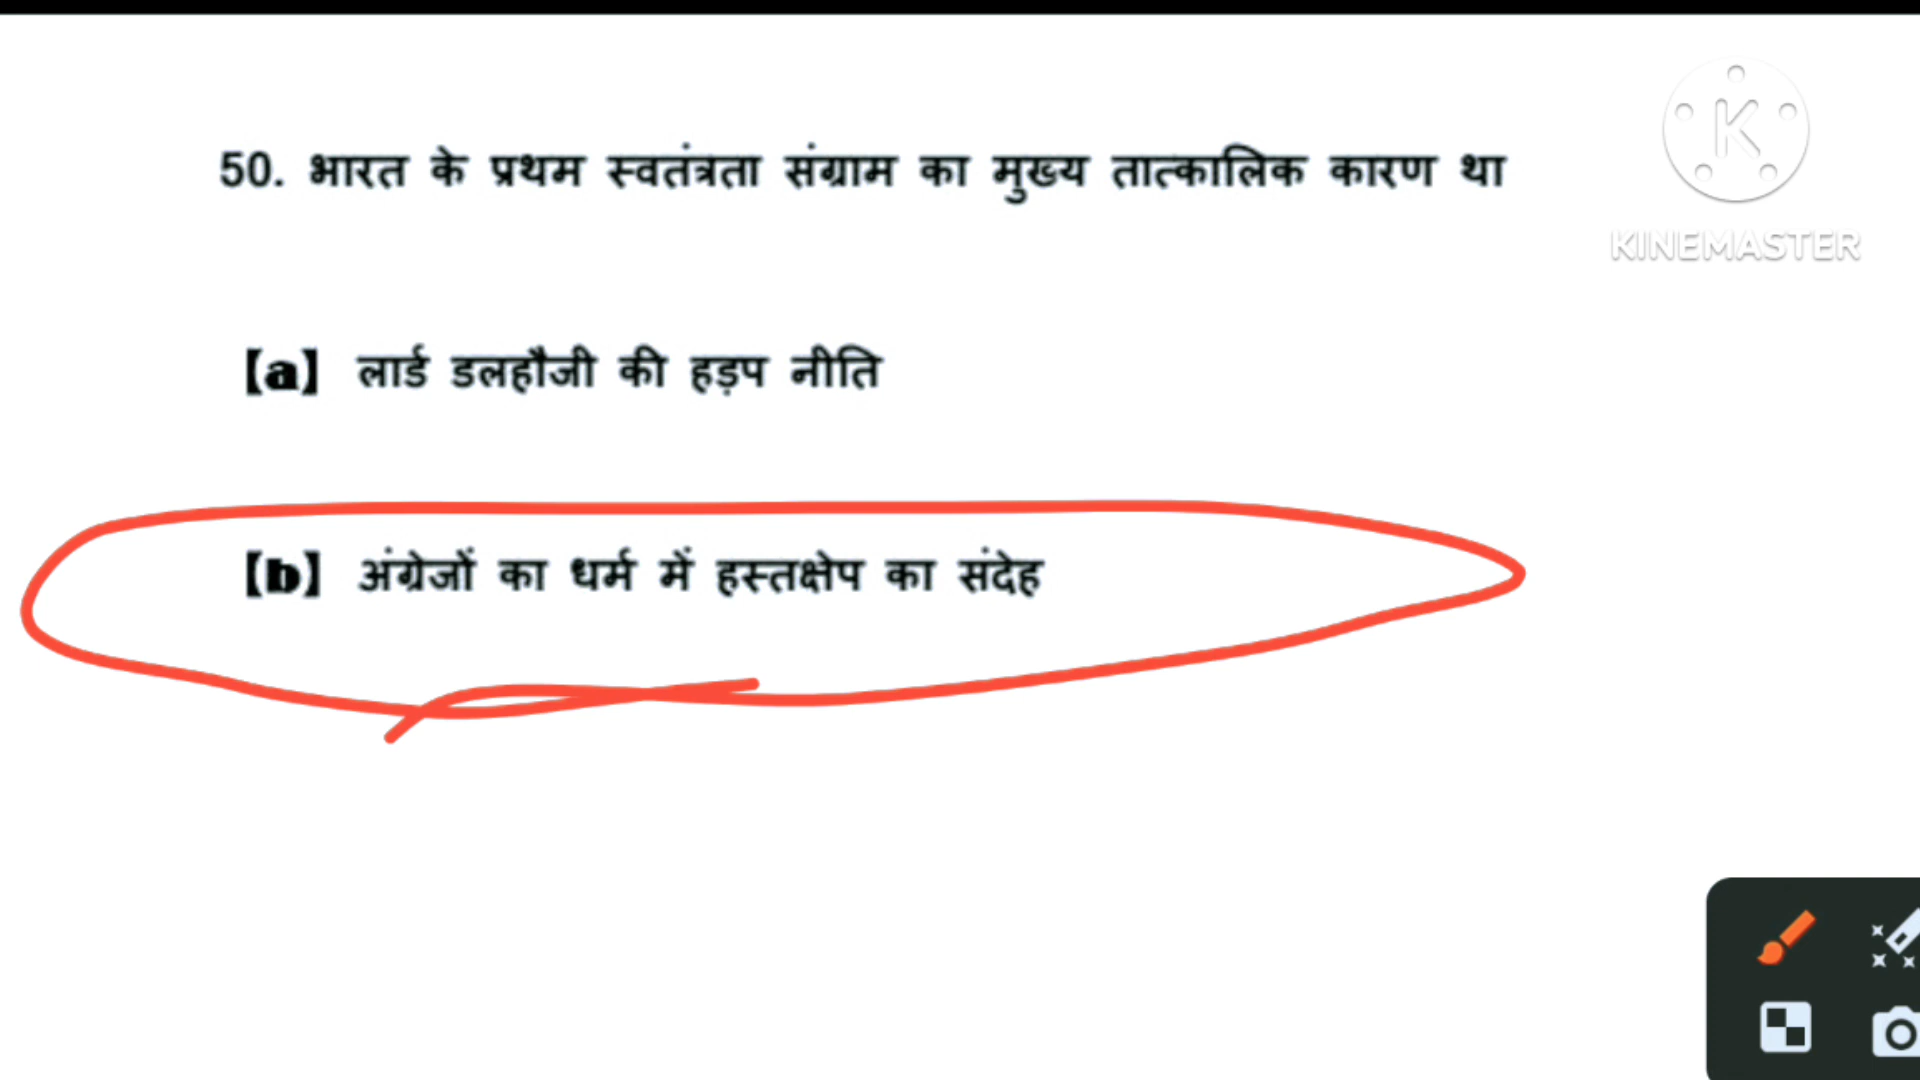 50. भारत के प्रथम स्वतंत्रता संग्राम का मुख्य तात्कालिक कारण था
K
KINEMASTER
【a】 लार्ड डलहौजी की हड़प नीति
【b】 अंग्रेजों का धर्म में हस्तक्षेप का संदेह